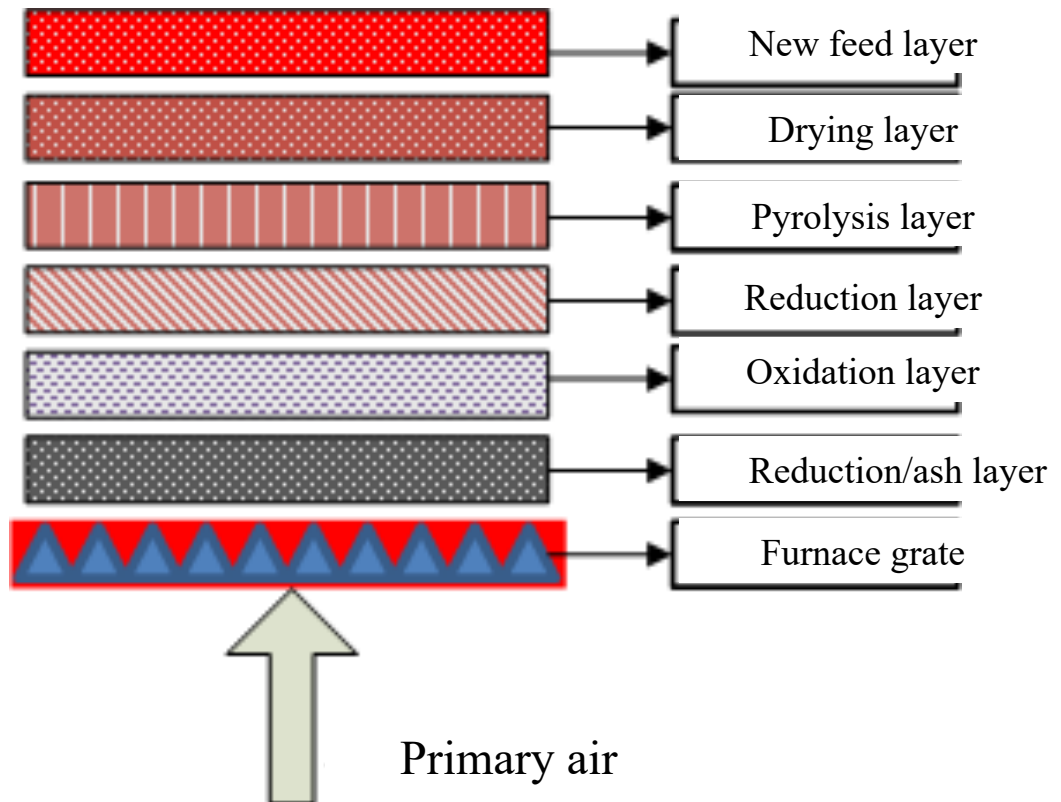 New feed layer
Drying layer
Pyrolysis layer
Reduction layer
Oxidation layer
Reduction/ash layer
Furnace grate
Primary air